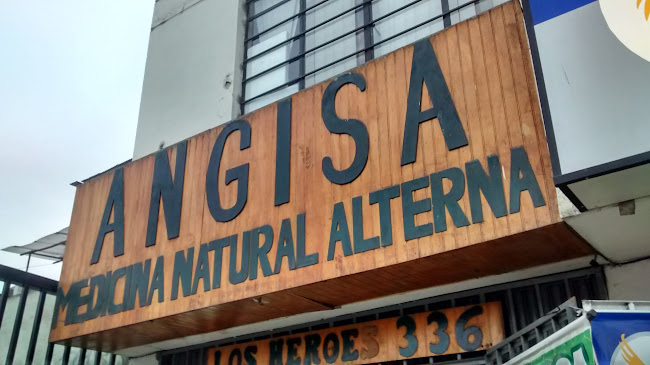 ANGISA
MEDICINA NATURAL ALTERNA
LOS HEROES 336